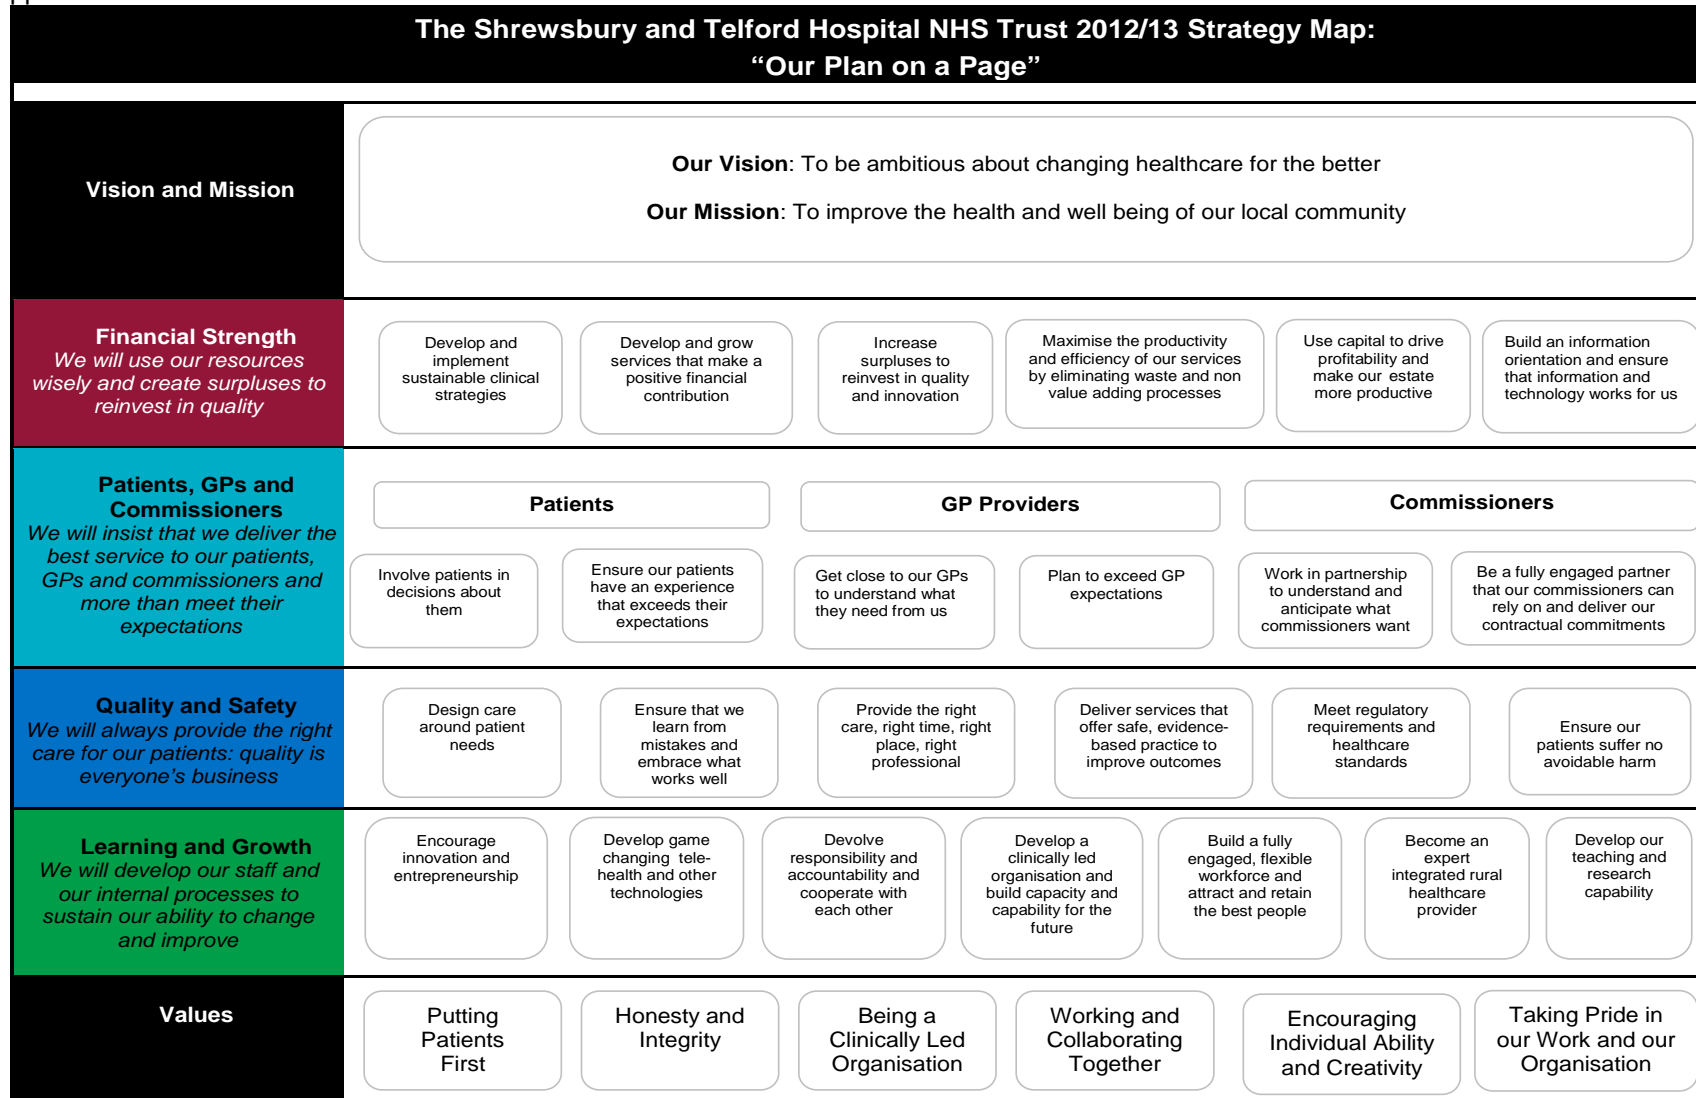 The Shrewsbury and Telford Hospital NHS Trust 2012/13 Strategy Map:
“Our Plan on a Page”
Vision and Mission
Our Vision: To be ambitious about changing healthcare for the better
Our Mission: To improve the health and well being of our local community
Financial Strength
We will use our resources
wisely and create surpluses to
reinvest in quality
Develop and
implement
sustainable clinical
strategies
Develop and grow
services that make a
positive financial
contribution
Increase
surpluses to
reinvest in quality
and innovation
Maximise the productivity
and efficiency of our services
by eliminating waste and non
value adding processes
Use capital to drive
profitability and
make our estate
more productive
Build an information
orientation and ensure
that information and
technology works for us
Patients, GPs and
Commissioners
We will insist that we deliver the
best service to our patients,
GPs and commissioners and
more than meet their
expectations
Patients
GP Providers
Commissioners
Involve patients in
decisions about
them
Ensure our patients
have an experience
that exceeds their
expectations
Get close to our GPs
to understand what
they need from us
Plan to exceed GP
expectations
Work in partnership
to understand and
anticipate what
commissioners want
Be a fully engaged partner
that our commissioners can
rely on and deliver our
contractual commitments
Quality and Safety
We will always provide the right
care for our patients: quality is
everyone’s business
Design care
around patient
needs
Ensure that we
learn from
mistakes and
embrace what
works well
Provide the right
care, right time, right
place, right
professional
Deliver services that
offer safe, evidence-
based practice to
improve outcomes
Meet regulatory
requirements and
healthcare
standards
Ensure our
patients suffer no
avoidable harm
Learning and Growth
We will develop our staff and
our internal processes to
sustain our ability to change
and improve
Encourage
innovation and
entrepreneurship
Develop game
changing tele-
health and other
technologies
Devolve
responsibility and
accountability and
cooperate with
each other
Develop a
clinically led
organisation and
build capacity and
capability for the
future
Build a fully
engaged, flexible
workforce and
attract and retain
the best people
Become an
expert
integrated rural
healthcare
provider
Develop our
teaching and
research
capability
Values
Putting
Patients
First
Honesty and
Integrity
Being a
Clinically Led
Organisation
Working and
Collaborating
Together
Encouraging
Individual Ability
and Creativity
Taking Pride in
our Work and our
Organisation